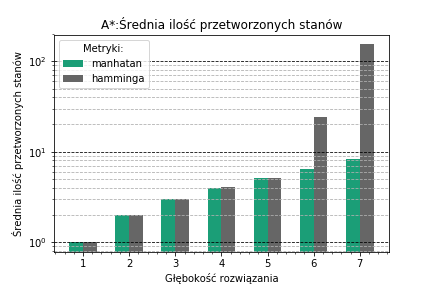 A*:Średnia ilość przetworzonych stanów
Metryki:
manhatan
hamminga
Średnia ilość przetworzonych stanów
10²
10¹
10⁰
1 2 3 4 5 6 7
Głębokość rozwiązania